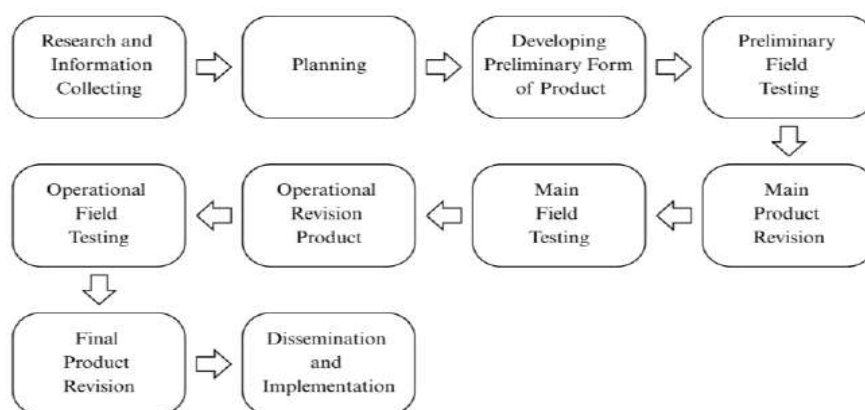 Research and
Information
Collecting
Planning
Developing
Preliminary Form
of Product
Preliminary
Field
Testing
Main
Product
Revision
Main
Field
Testing
Operational
Revision
Product
Operational
Field
Testing
Final
Product
Revision
Dissemination
and
Implementation